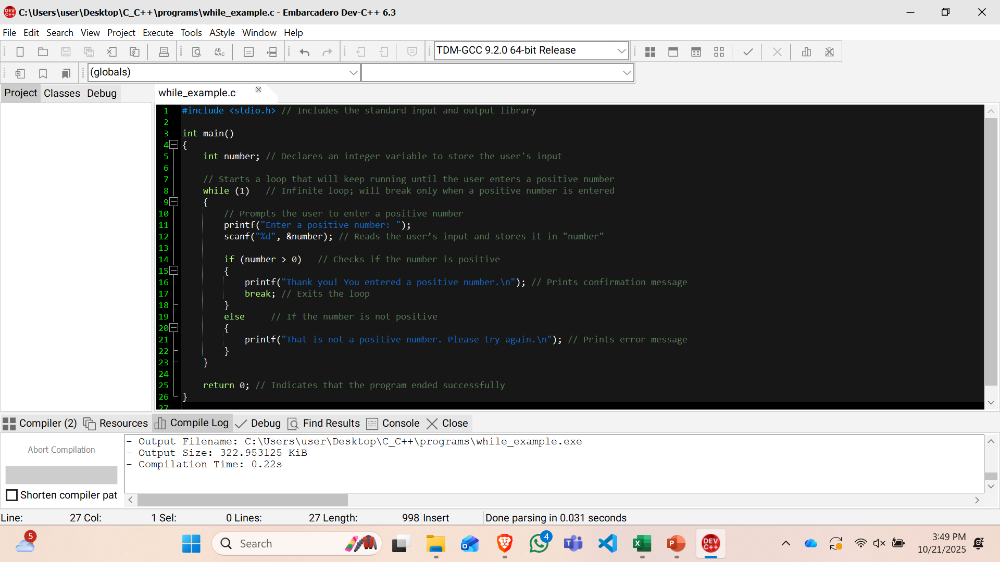 C:\Users\user\Desktop\C_C++\programs\while_example.c - Embarcadero Dev-C++ 6.3
File Edit Search View Project Execute Tools AStyle Window Help
TDM-GCC 9.2.0 64-bit Release
(globals)
Project Classes Debug
while_example.c
1 #include <stdio.h> // Includes the standard input and output library
2
3 int main()
4 {
5 int number; // Declares an integer variable to store the user's input
6
7 // Starts a loop that will keep running until the user enters a positive number
8 while (1) // Infinite loop; will break only when a positive number is entered
9 {
10 // Prompts the user to enter a positive number
11 printf("Enter a positive number: ");
12 scanf("%d", &number); // Reads the user’s input and stores it in "number"
13
14 if (number > 0) // Checks if the number is positive
15 {
16 printf("Thank you! You entered a positive number.\n"); // Prints confirmation message
17 break; // Exits the loop
18 }
19 else // If the number is not positive
20 {
21 printf("That is not a positive number. Please try again.\n"); // Prints error message
22 }
23 }
24
25 return 0; // Indicates that the program ended successfully
26 }
27
Compiler (2) Resources Compile Log Debug Find Results Console Close
Abort Compilation
Shorten compiler pat
- Output Filename: C:\Users\user\Desktop\C_C++\programs\while_example.exe
- Output Size: 322.953125 KiB
- Compilation Time: 0.22s
Line: 27 Col: 1 Sel: 0 Lines: 27 Length: 998 Insert Done parsing in 0.031 seconds
5
Search
4
DEV C++
3:49 PM
10/21/2025